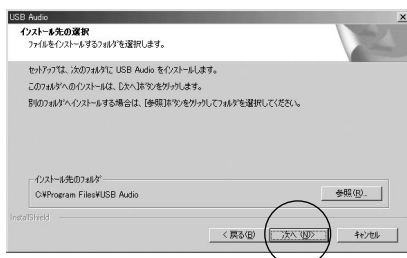 USB Audio
インストール先の選択
ファイルをインストールするフォルダを選択します。
セットアップは、次のフォルダに USB Audio をインストールします。
このフォルダへのインストールは、[次へ]ボタンをクリックします。
別のフォルダへインストールする場合は、[参照]ボタンをクリックしてフォルダを選択してください。
インストール先のフォルダ
C:¥Program Files¥USB Audio
参照(R)...
InstallShield
< 戻る(B)
次へ (N)>
キャンセル